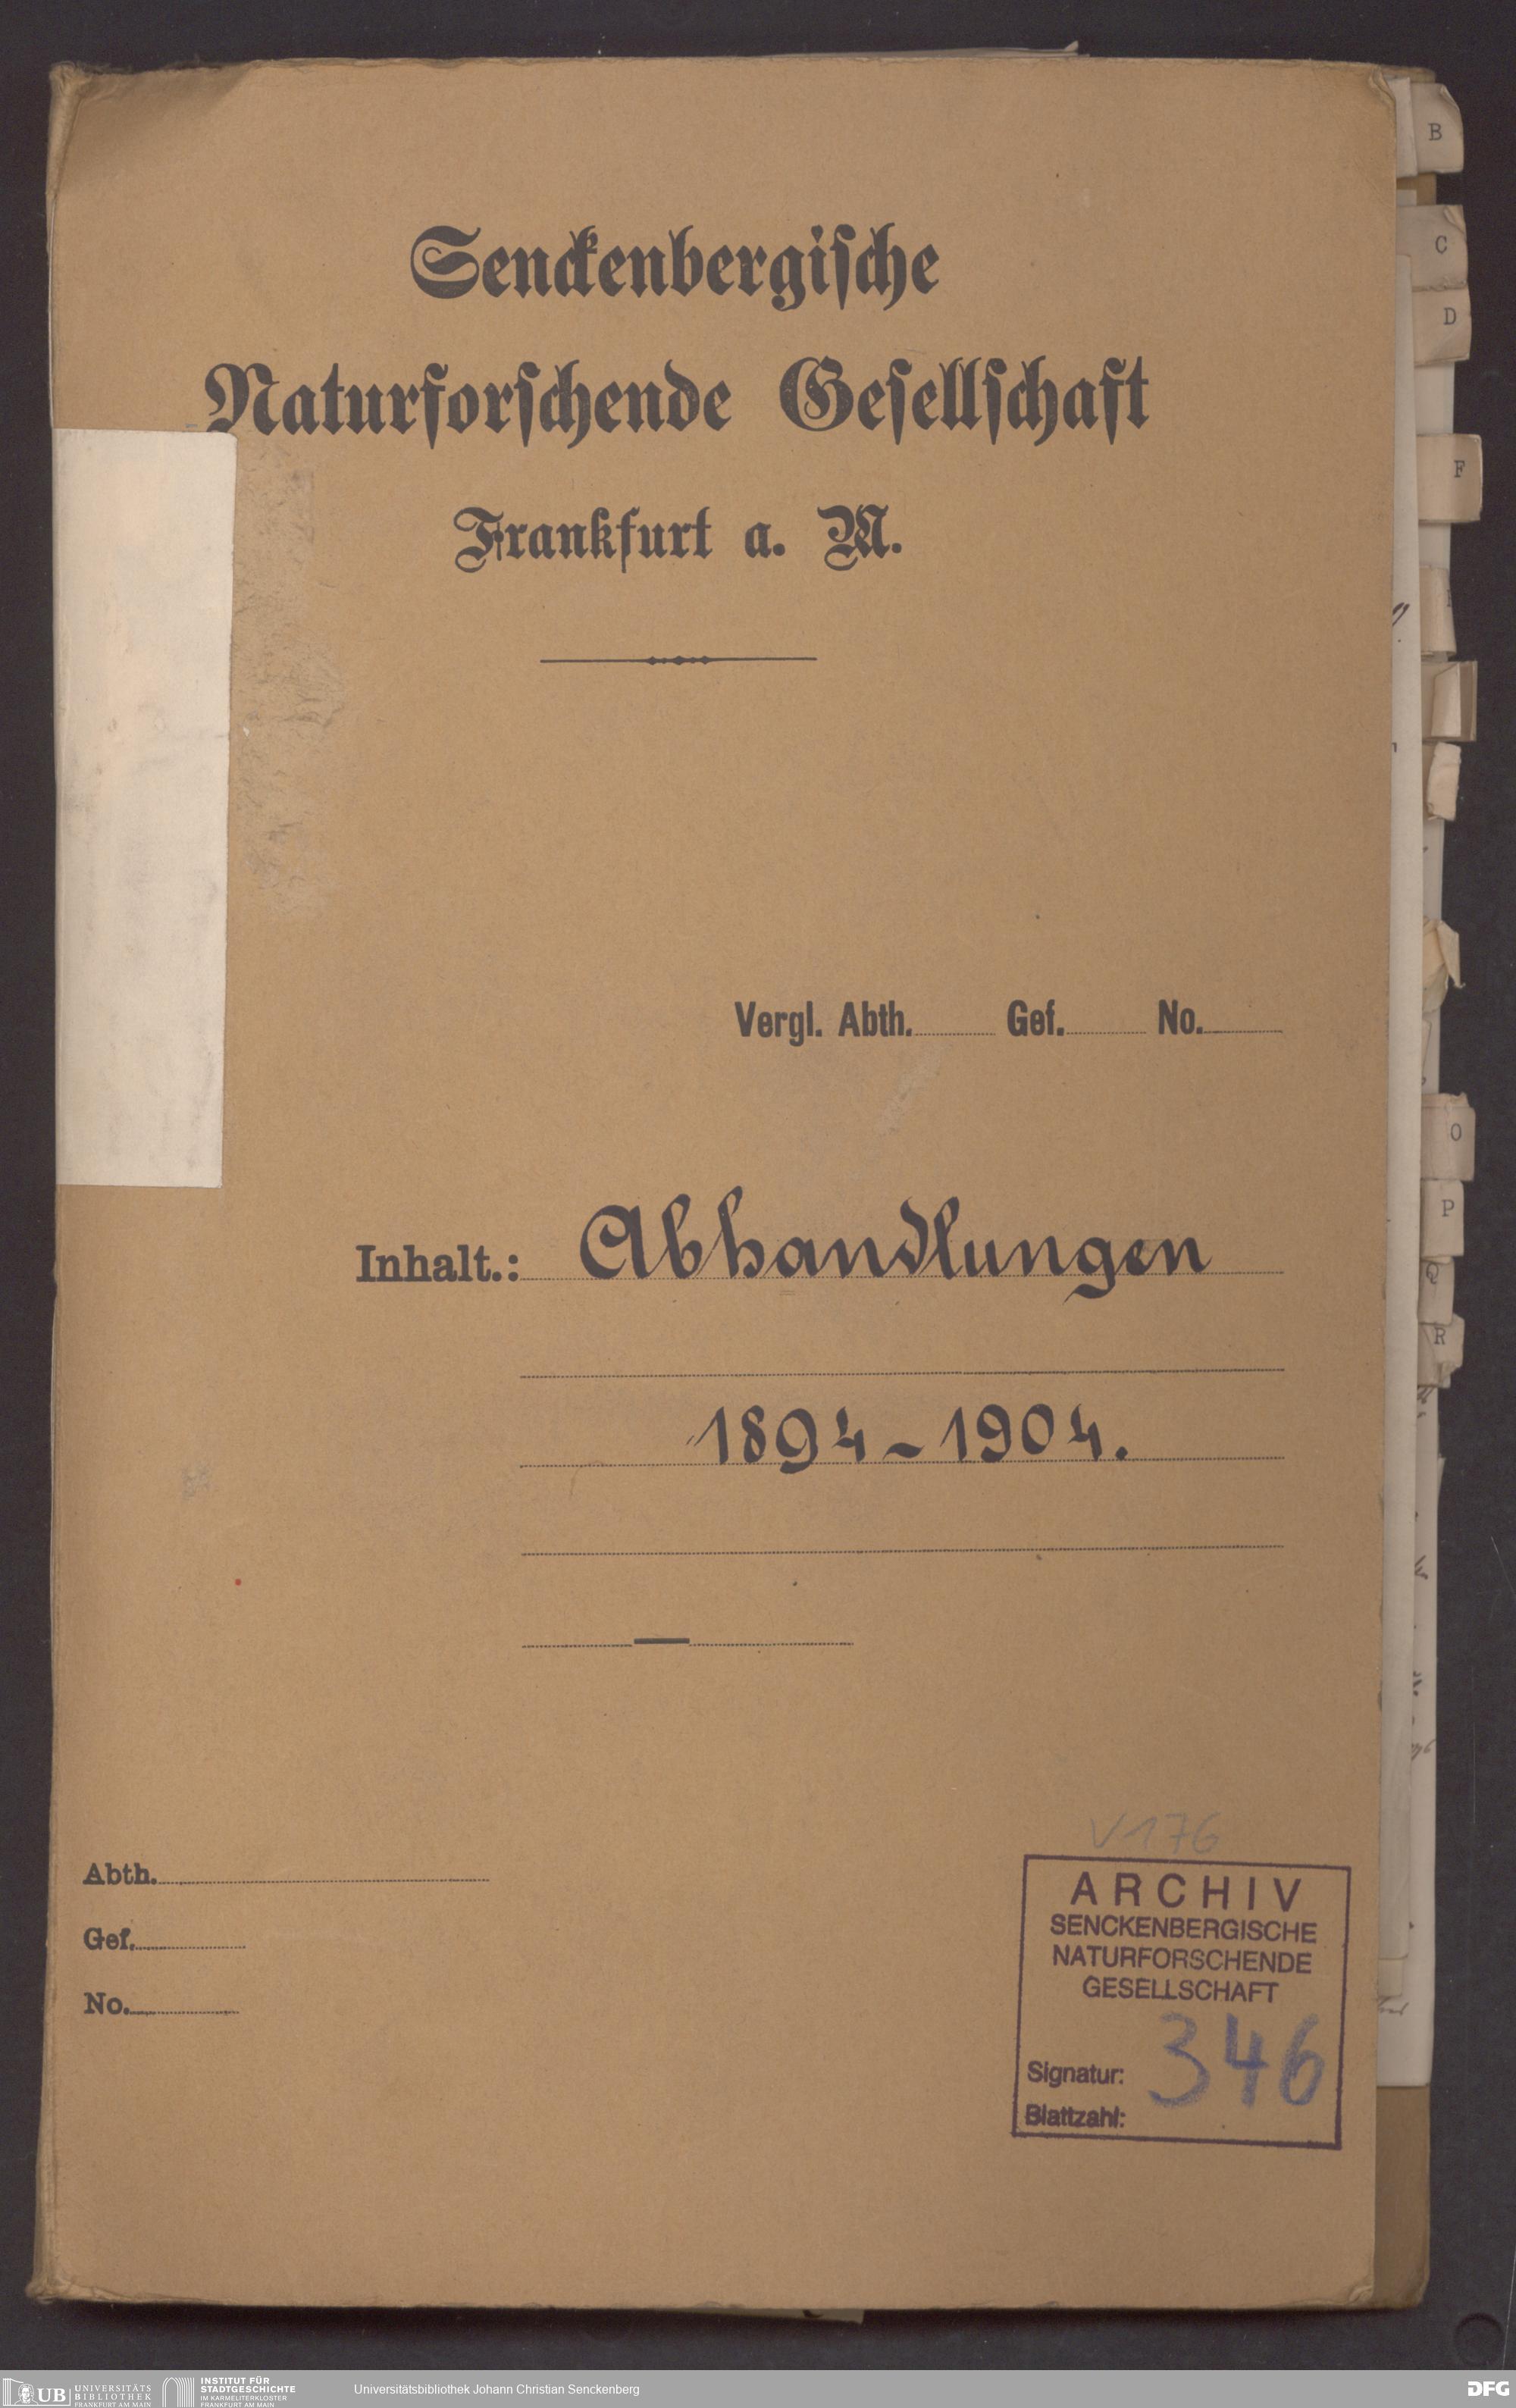 Senckenbergische
Naturforschende Gesellschaft
Frankfurt a. M.
Vergl. Abth. Gef. No.
Inhalt.: Abhandlungen
1894-1904.
Abth.
Gef.
No.
V176
ARCHIV
SENCKENBERGISCHE
NATURFORSCHENDE
GESELLSCHAFT
Signatur: 346
Blattzahl:
B
C
D
F
O
P
Q
R
UB UNIVERSITÄTS
BIBLIOTHEK
FRANKFURT AM MAIN
INSTITUT FÜR
STADTGESCHICHTE
IM KARMELITERKLOSTER
FRANKFURT AM MAIN
Universitätsbibliothek Johann Christian Senckenberg
DFG